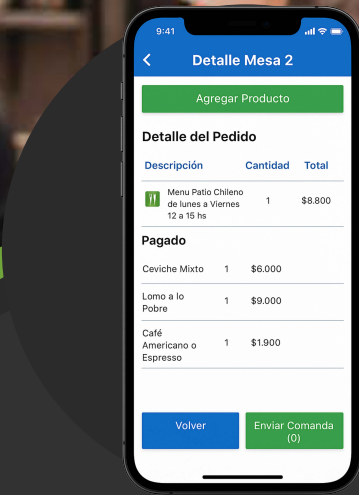 9:41
Detalle Mesa 2
Agregar Producto
Detalle del Pedido
Descripción Cantidad Total
Menu Patio Chileno
de lunes a Viernes 1 $8.800
12 a 15 hs
Pagado
Ceviche Mixto 1 $6.000
Lomo a lo
Pobre 1 $9.000
Café
Americano o 1 $1.900
Espresso
Volver Enviar Comanda
(0)